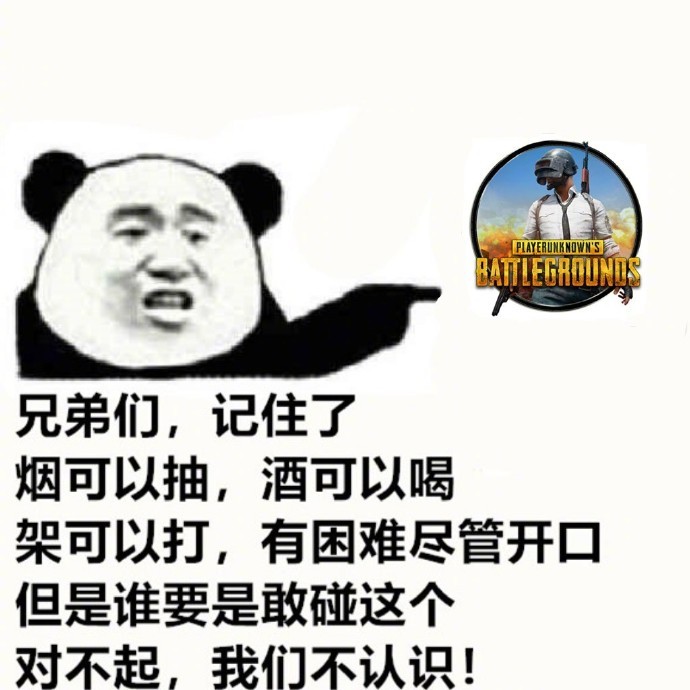 PLAYERUNKNOWN'S
BATTLEGROUNDS
兄弟们，记住了
烟可以抽，酒可以喝
架可以打，有困难尽管开口
但是谁要是敢碰这个
对不起，我们不认识！